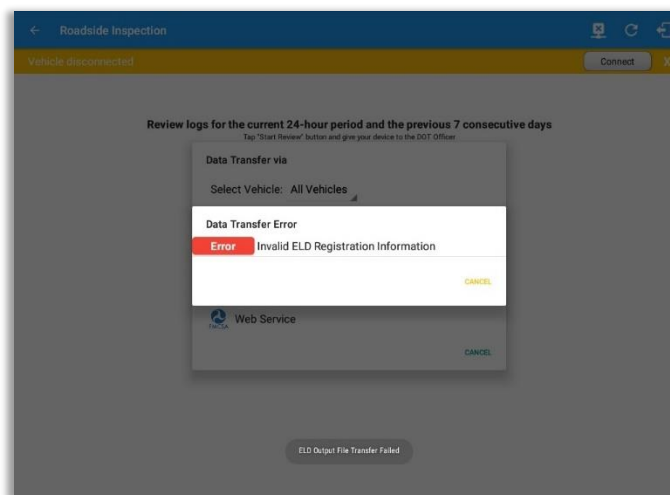 Roadside Inspection
Vehicle disconnected
Connect
X
Review logs for the current 24-hour period and the previous 7 consecutive days
Tap "Start Review" button and give your device to the DOT Officer
Data Transfer via
Select Vehicle: All Vehicles
Data Transfer Error
Error Invalid ELD Registration Information
CANCEL
FMCSA
Web Service
CANCEL
ELD Output File Transfer Failed